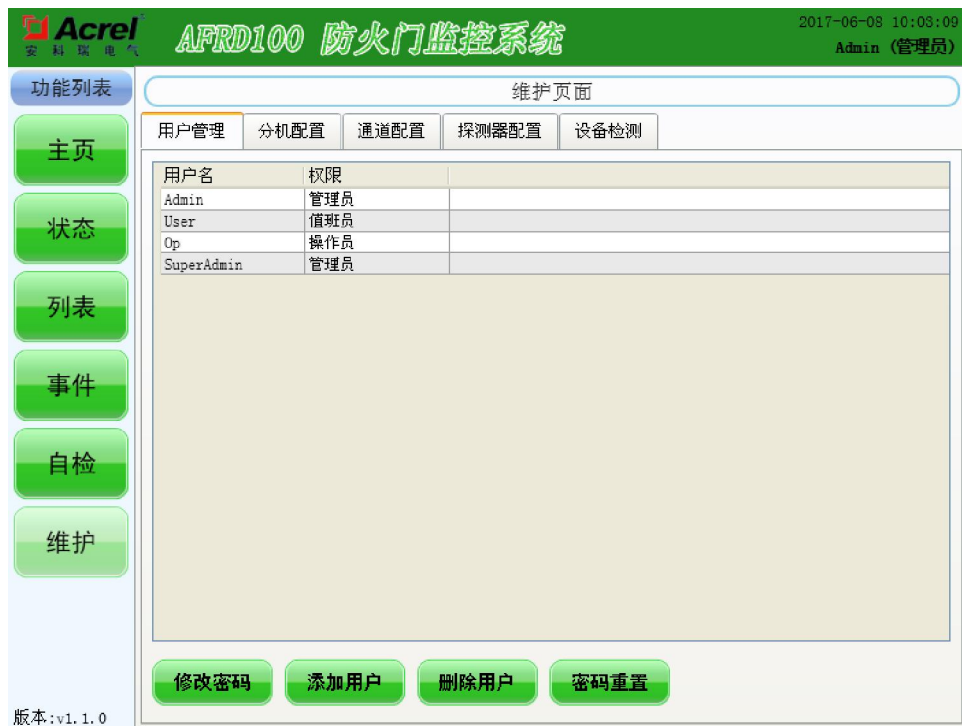 Acrel
安科瑞电气
AFRD100 防火门监控系统
2017-06-08 10:03:09
Admin (管理员)
功能列表
主页
状态
列表
事件
自检
维护
版本:v1.1.0
维护页面
用户管理 分机配置 通道配置 探测器配置 设备检测
用户名 权限
Admin 管理员
User 值班员
Op 操作员
SuperAdmin 管理员
修改密码 添加用户 删除用户 密码重置